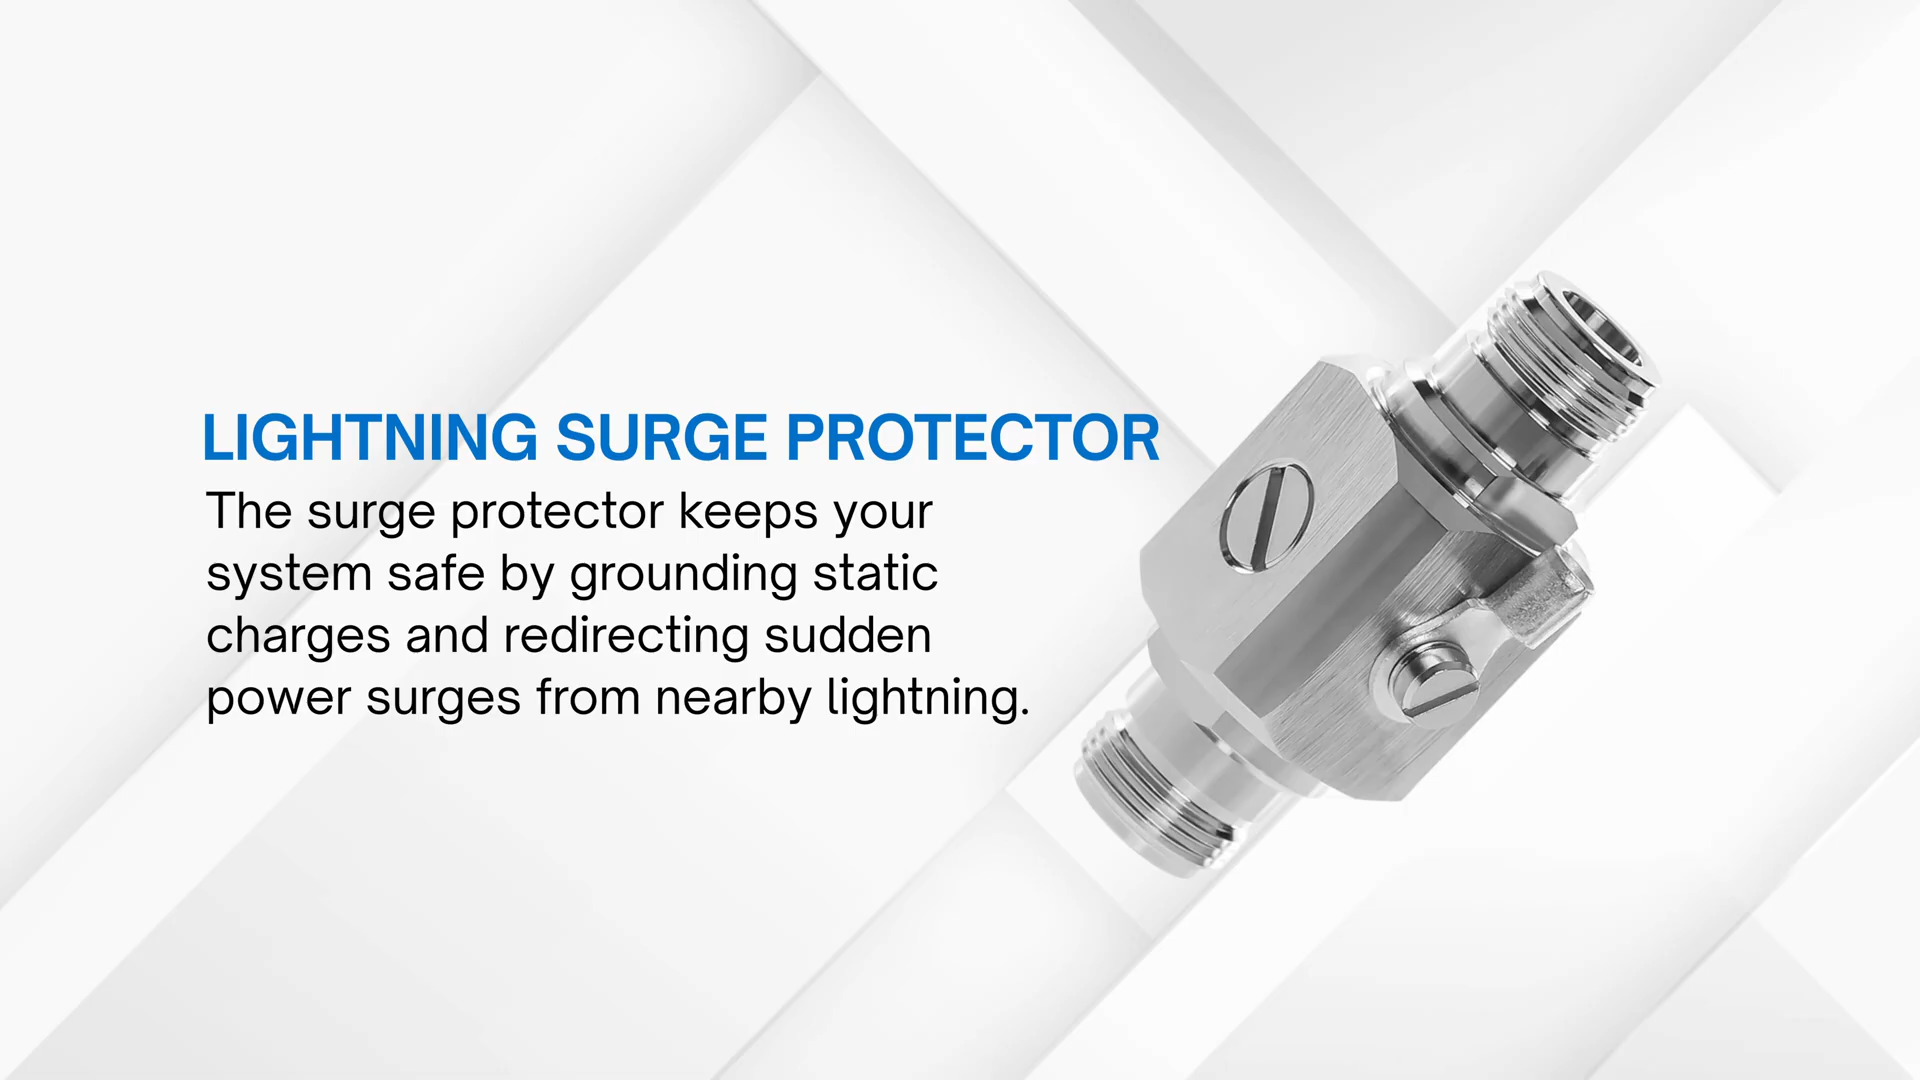 LIGHTNING SURGE PROTECTOR
The surge protector keeps your
system safe by grounding static
charges and redirecting sudden
power surges from nearby lightning.